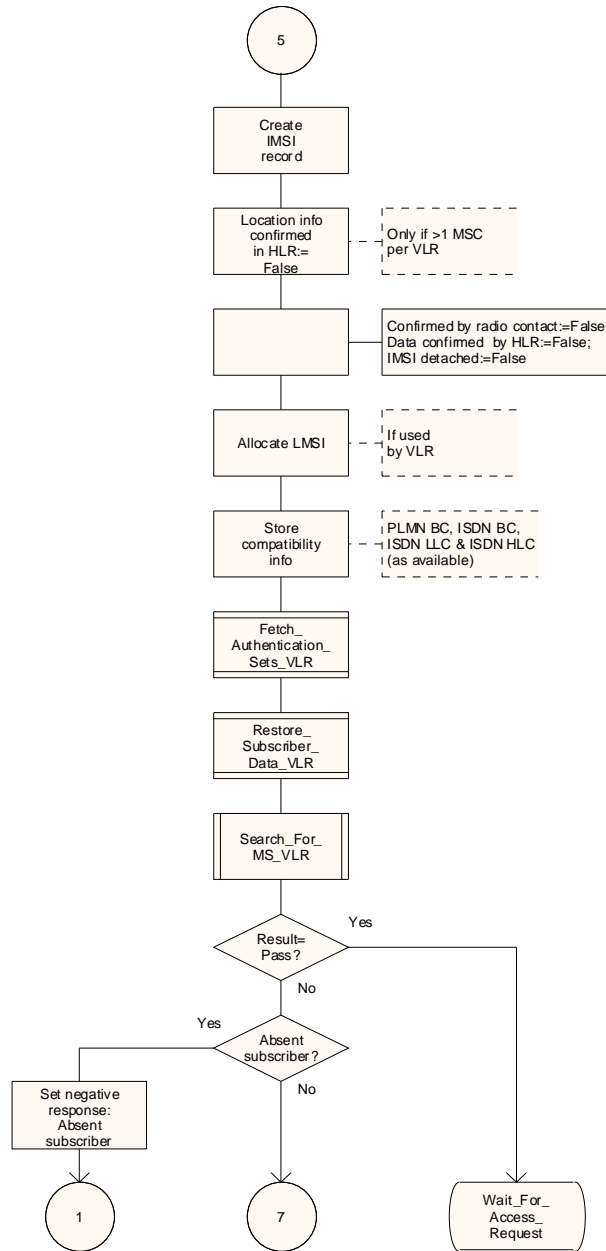 5
Create
IMSI
record
Location info
confirmed
in HLR:=
False
Only if >1 MSC
per VLR
Confirmed by radio contact:=False
Data confirmed by HLR:=False;
IMSI detached:=False
Allocate LMSI
If used
by VLR
Store
compatibility
info
PLMN BC, ISDN BC,
ISDN LLC & ISDN HLC
(as available)
Fetch_
Authentication_
Sets_VLR
Restore_
Subscriber_
Data_VLR
Search_For_
MS_VLR
Result=
Pass?
Yes
No
Absent
subscriber?
Yes
No
Set negative
response:
Absent
subscriber
1
7
Wait_For_
Access_
Request